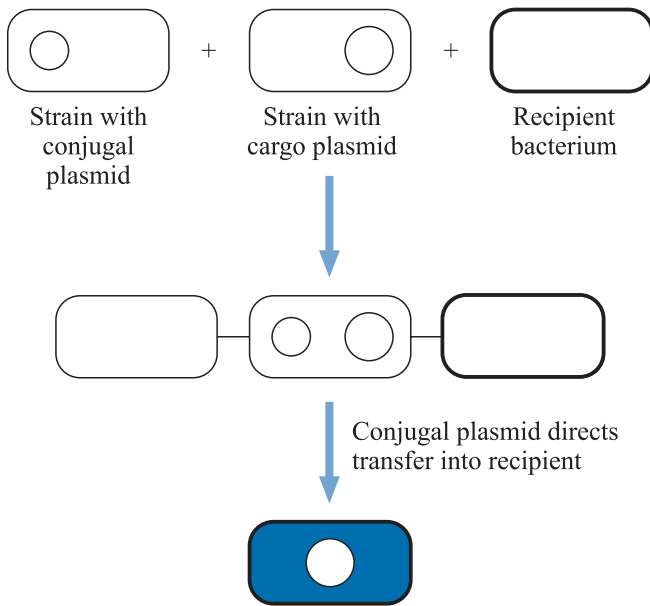 +
+
Strain with
conjugal
plasmid
Strain with
cargo plasmid
Recipient
bacterium
Conjugal plasmid directs
transfer into recipient